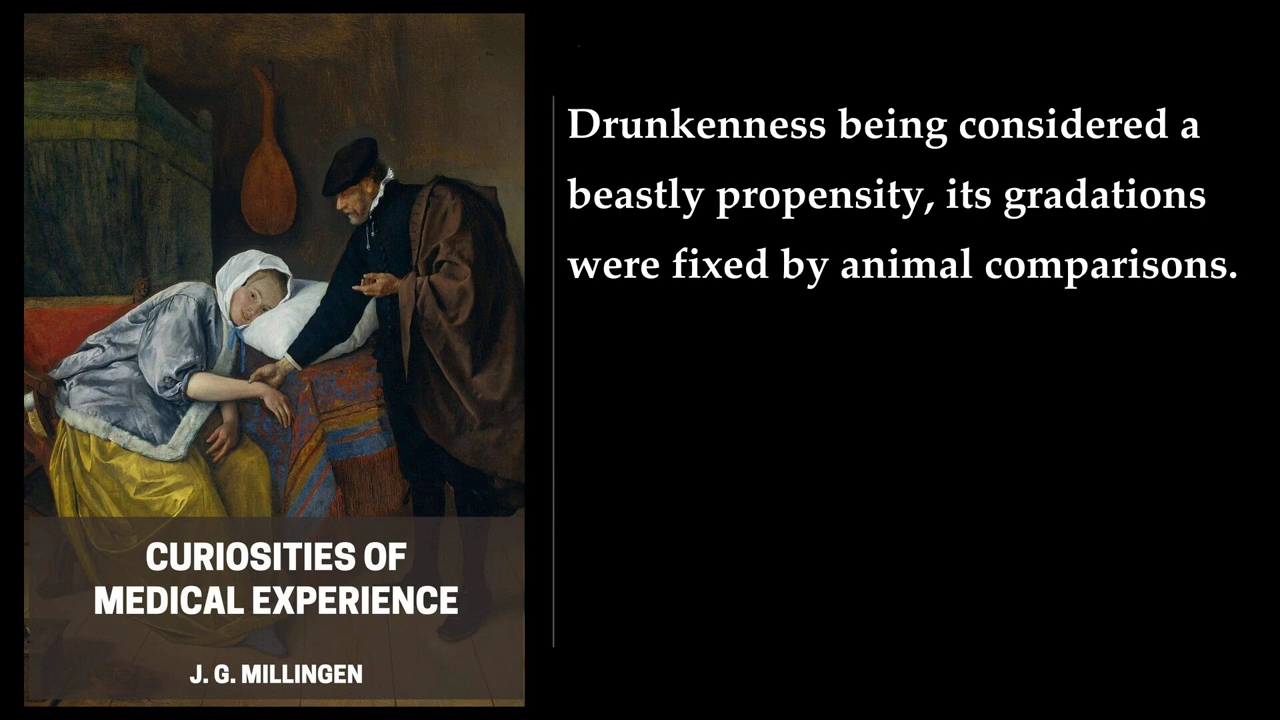 Drunkenness being considered a
beastly propensity, its gradations
were fixed by animal comparisons.
CURIOSITIES OF
MEDICAL EXPERIENCE
J. G. MILLINGEN